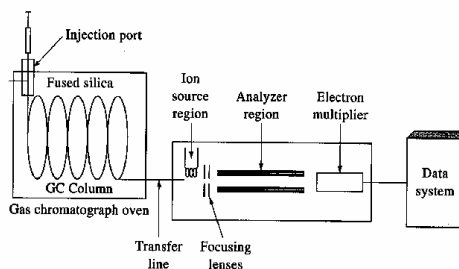 Injection port
Fused silica
GC Column
Gas chromatograph oven
Ion
source
region
Analyzer
region
Electron
multiplier
Data
system
Transfer
line
Focusing
lenses